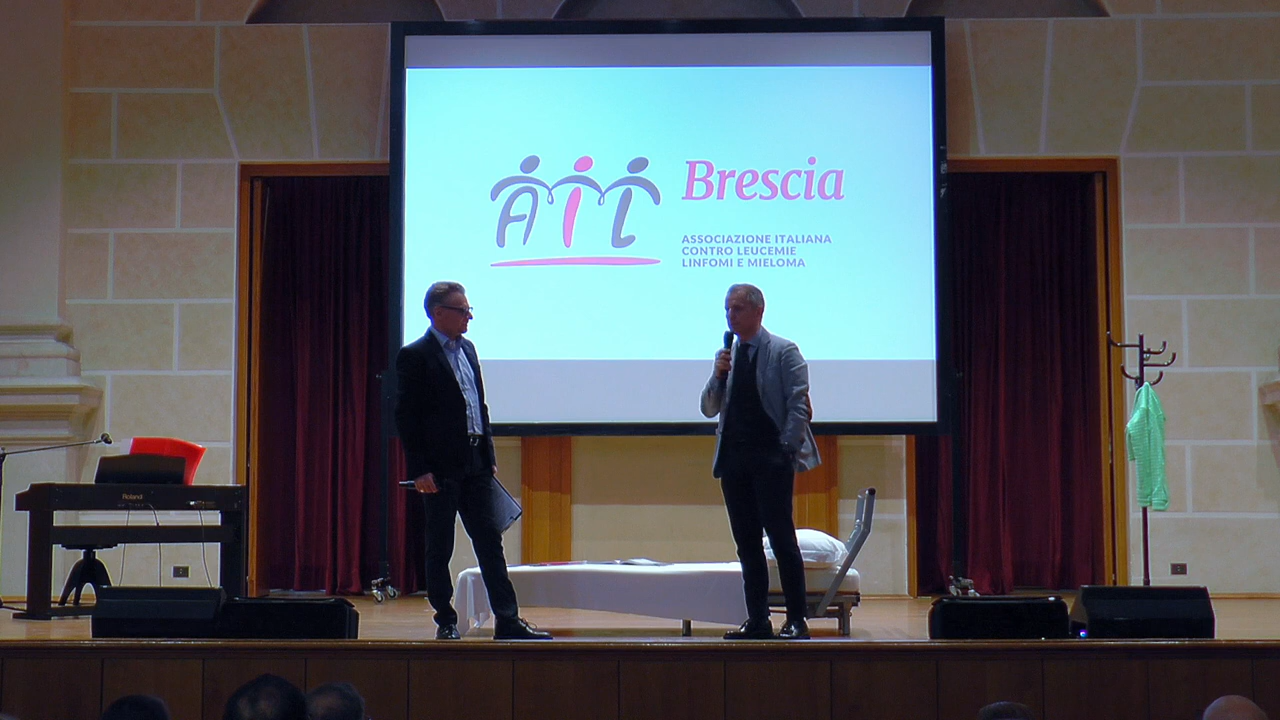 AIL
Brescia
ASSOCIAZIONE ITALIANA
CONTRO LEUCEMIE
LINFOMI E MIELOMA
Roland